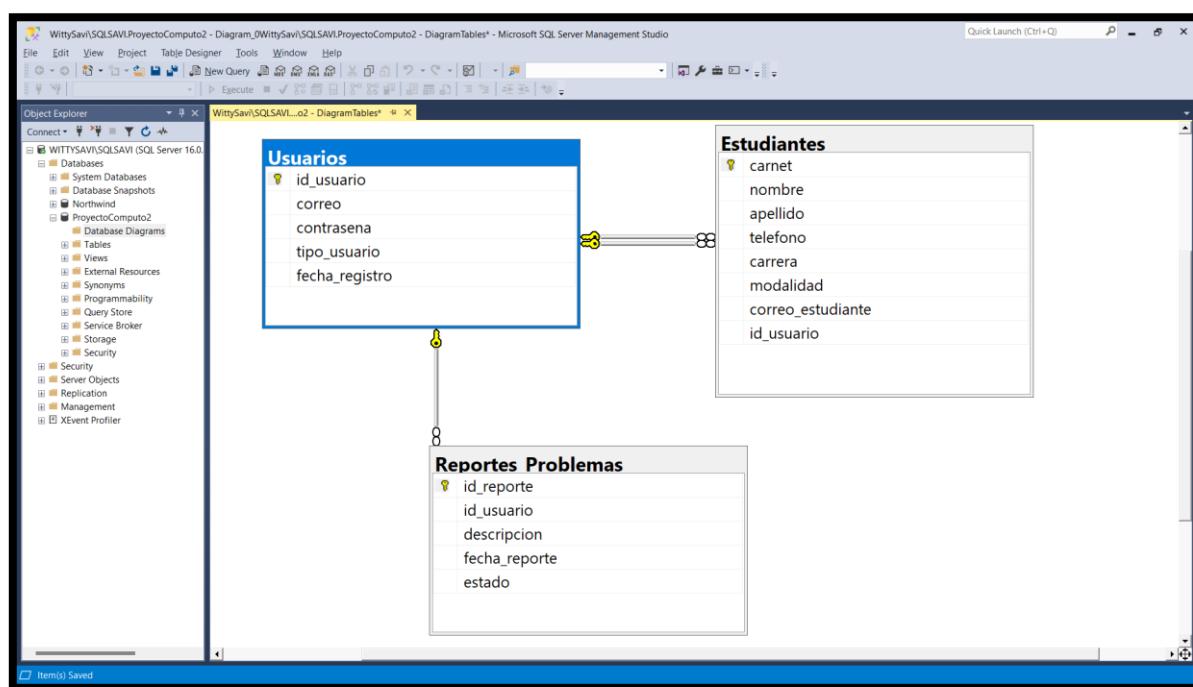 WittySavi\SQLSAVI.ProyectoComputo2 - Diagram_0WittySavi\SQLSAVI.ProyectoComputo2 - DiagramTables* - Microsoft SQL Server Management Studio
Quick Launch (Ctrl+Q)
File Edit View Project Table Designer Tools Window Help
New Query
Execute
Object Explorer
WittySavi\SQLSAVI....o2 - DiagramTables*
Connect
WITTYSAVI\SQLSAVI (SQL Server 16.0.
Databases
System Databases
Database Snapshots
Northwind
ProyectoComputo2
Database Diagrams
Tables
Views
External Resources
Synonyms
Programmability
Query Store
Service Broker
Storage
Security
Security
Server Objects
Replication
Management
XEvent Profiler
Usuarios
id_usuario
correo
contrasena
tipo_usuario
fecha_registro
Estudiantes
carnet
nombre
apellido
telefono
carrera
modalidad
correo_estudiante
id_usuario
Reportes_Problemas
id_reporte
id_usuario
descripcion
fecha_reporte
estado
Item(s) Saved